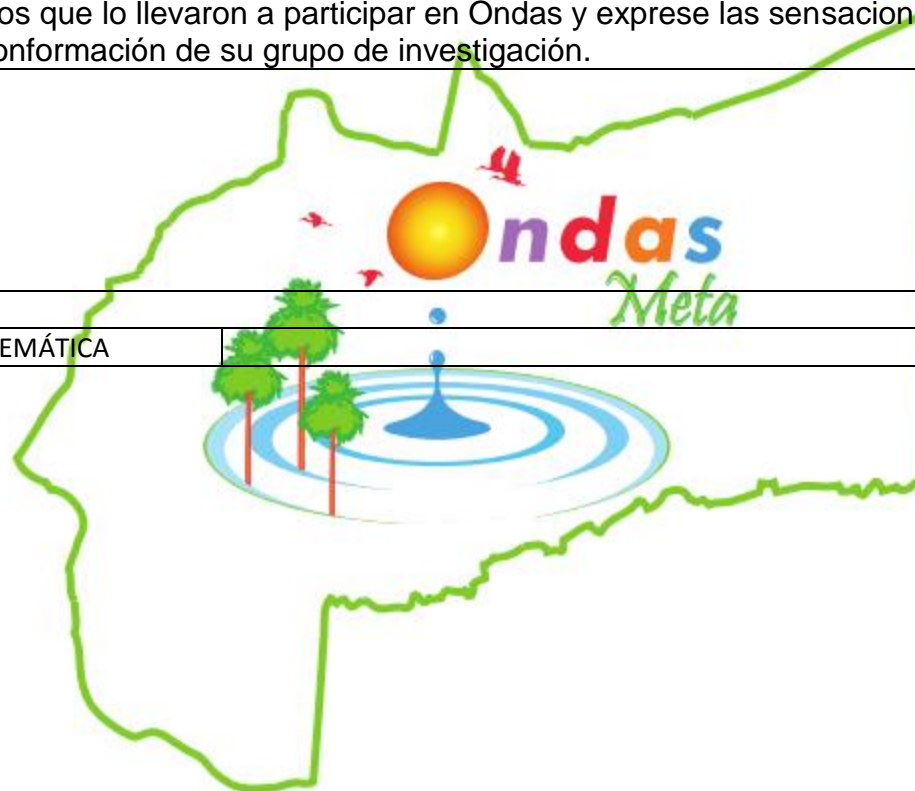 os que lo llevaron a participar en Ondas y exprese las sensacion
onformación de su grupo de investigación.
Ondas
Meta
EMÁTICA